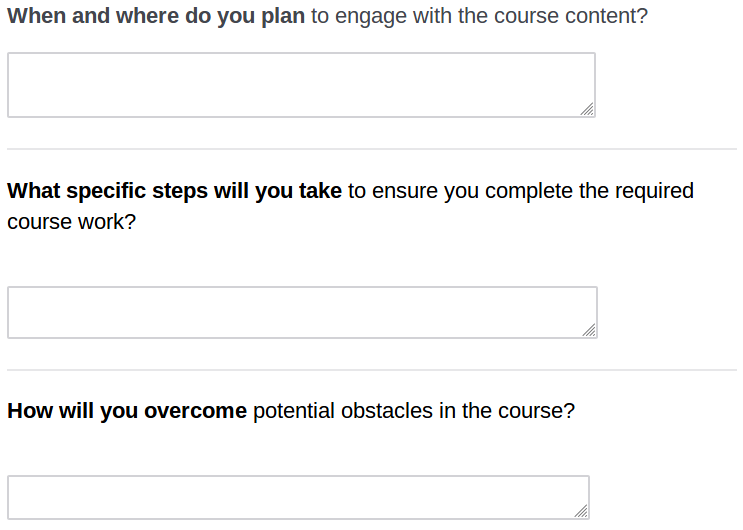 When and where do you plan to engage with the course content?
What specific steps will you take to ensure you complete the required
course work?
How will you overcome potential obstacles in the course?